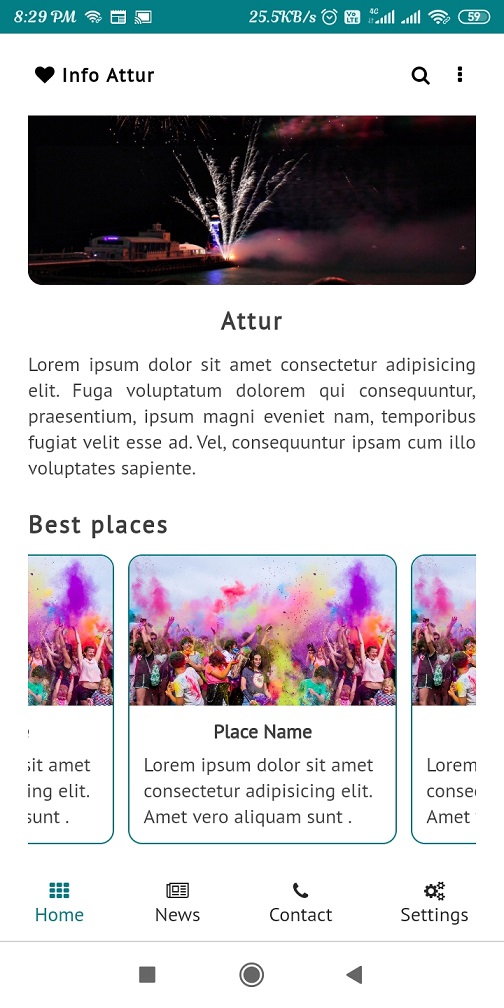 8:29 PM 25.5KB/s Vo LTE 4G 59
Info Attur
Attur
Lorem ipsum dolor sit amet consectetur adipisicing
elit. Fuga voluptatum dolorem qui consequuntur,
praesentium, ipsum magni eveniet nam, temporibus
fugiat velit esse ad. Vel, consequuntur ipsam cum illo
voluptates sapiente.
Best places
e
sit amet
ing elit.
sunt .
Place Name
Lorem ipsum dolor sit amet
consectetur adipisicing elit.
Amet vero aliquam sunt .
Lorem
conse
Amet
Home News Contact Settings